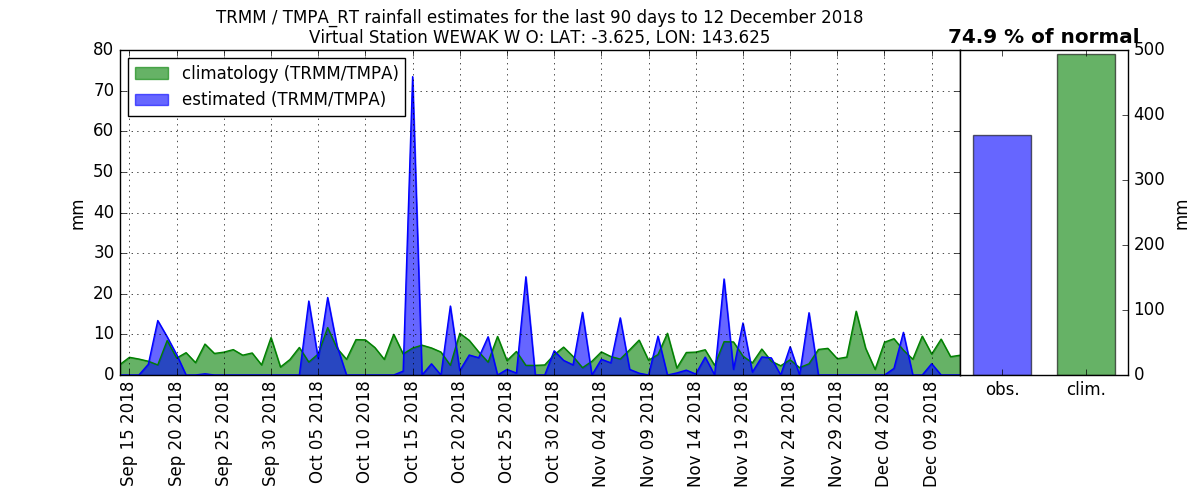 TRMM / TMPA_RT rainfall estimates for the last 90 days to 12 December 2018
Virtual Station WEWAK W O: LAT: -3.625, LON: 143.625
74.9 % of normal
climatology (TRMM/TMPA)
estimated (TRMM/TMPA)
80
70
60
50
40
30
20
10
0
mm
Sep 15 2018
Sep 20 2018
Sep 25 2018
Sep 30 2018
Oct 05 2018
Oct 10 2018
Oct 15 2018
Oct 20 2018
Oct 25 2018
Oct 30 2018
Nov 04 2018
Nov 09 2018
Nov 14 2018
Nov 19 2018
Nov 24 2018
Nov 29 2018
Dec 04 2018
Dec 09 2018
obs.
clim.
500
400
300
200
100
0
mm